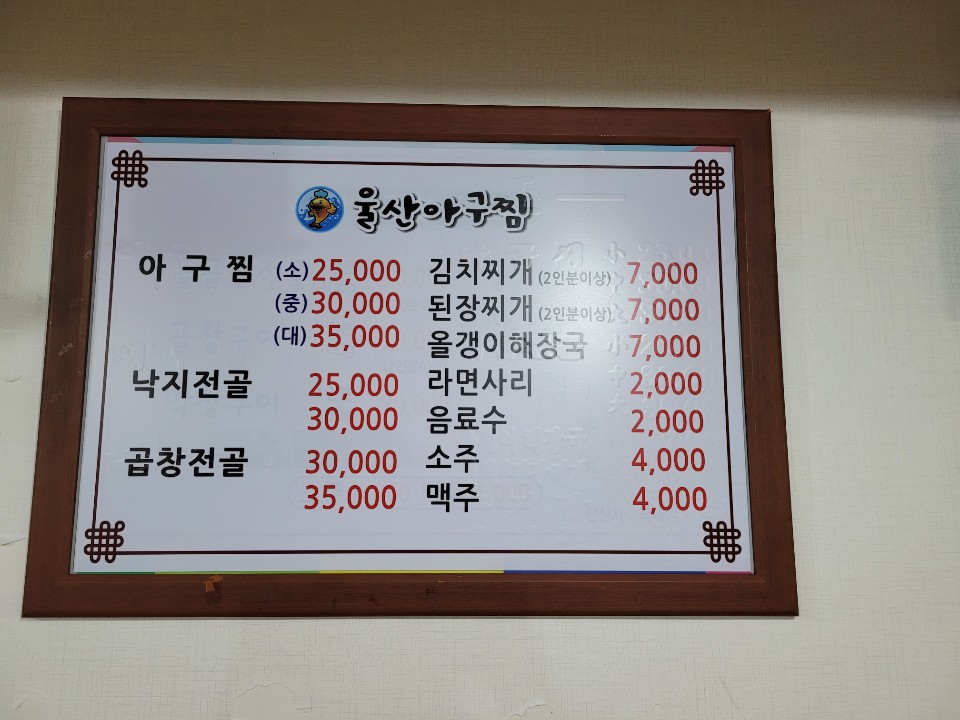 울산아구찜
아 구 찜 (소) 25,000
(중) 30,000
(대) 35,000
낙지전골 25,000
30,000
곱창전골 30,000
35,000
김치찌개 (2인분이상) 7,000
된장찌개 (2인분이상) 7,000
올갱이해장국 7,000
라면사리 2,000
음료수 2,000
소주 4,000
맥주 4,000